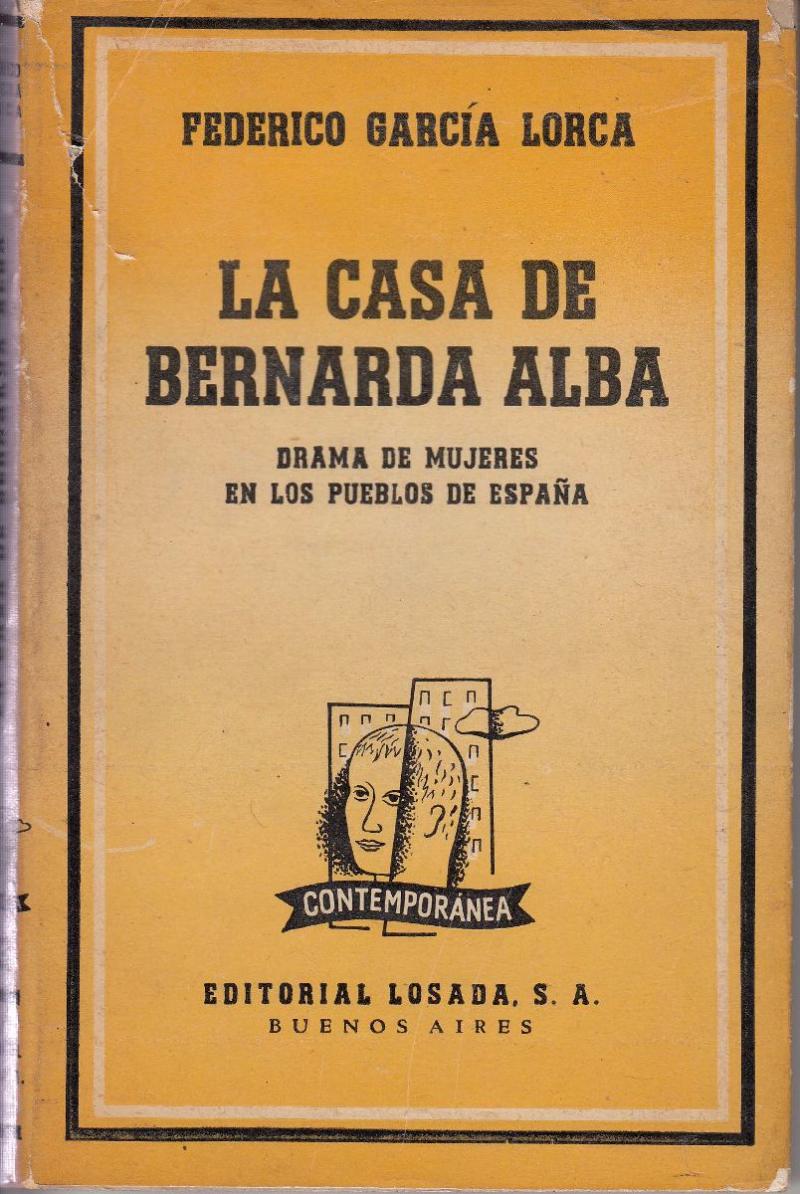 FEDERICO GARCÍA LORCA
LA CASA DE
BERNARDA ALBA
DRAMA DE MUJERES
EN LOS PUEBLOS DE ESPAÑA
CONTEMPORÁNEA
EDITORIAL LOSADA, S. A.
BUENOS AIRES